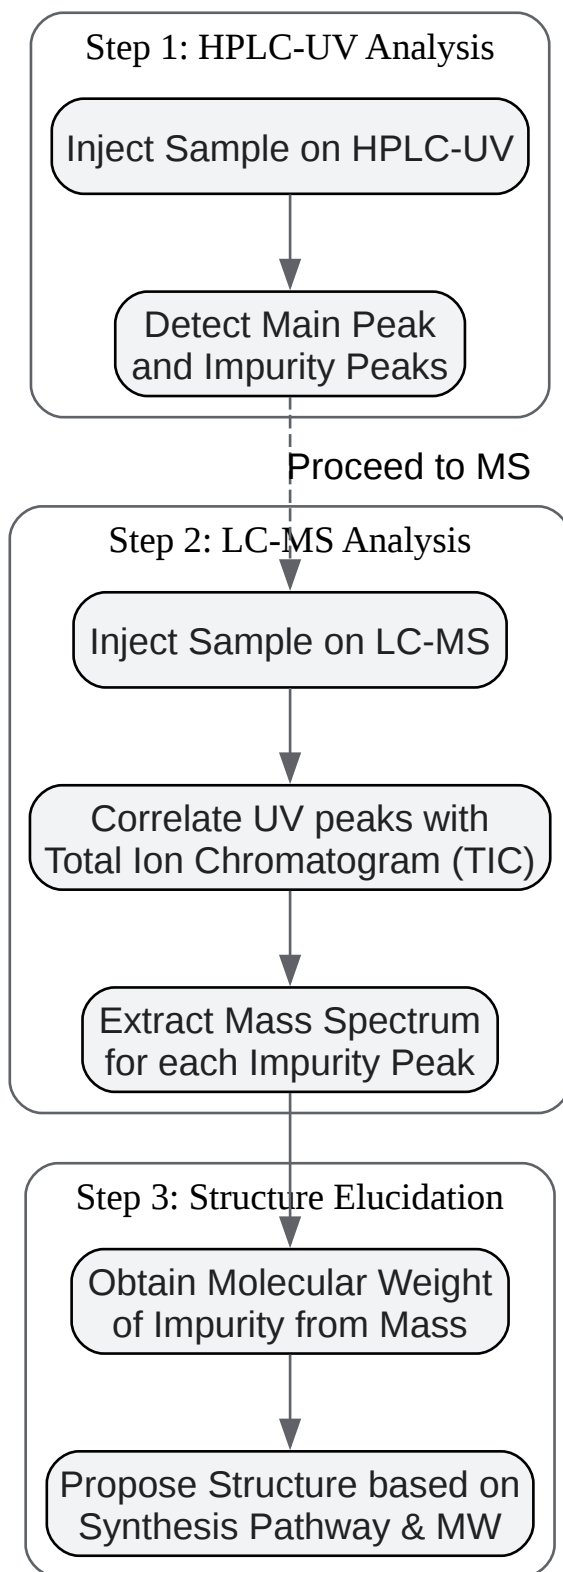 Step 1: HPLC-UV Analysis
Inject Sample on HPLC-UV
Detect Main Peak
and Impurity Peaks
Proceed to MS
Step 2: LC-MS Analysis
Inject Sample on LC-MS
Correlate UV peaks with
Total Ion Chromatogram (TIC)
Extract Mass Spectrum
for each Impurity Peak
Step 3: Structure Elucidation
Obtain Molecular Weight
of Impurity from Mass
Propose Structure based on
Synthesis Pathway & MW